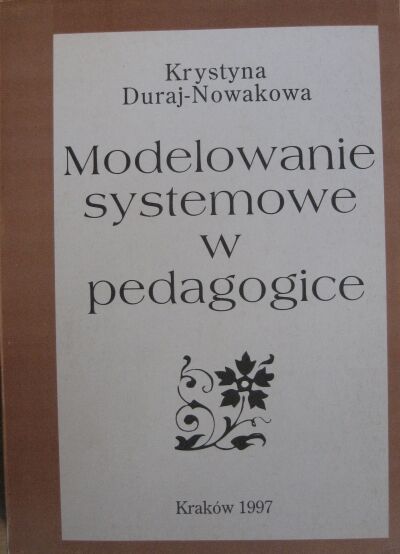 Krystyna
Duraj-Nowakowa
Modelowanie
systemowe
w
pedagogice
Kraków 1997